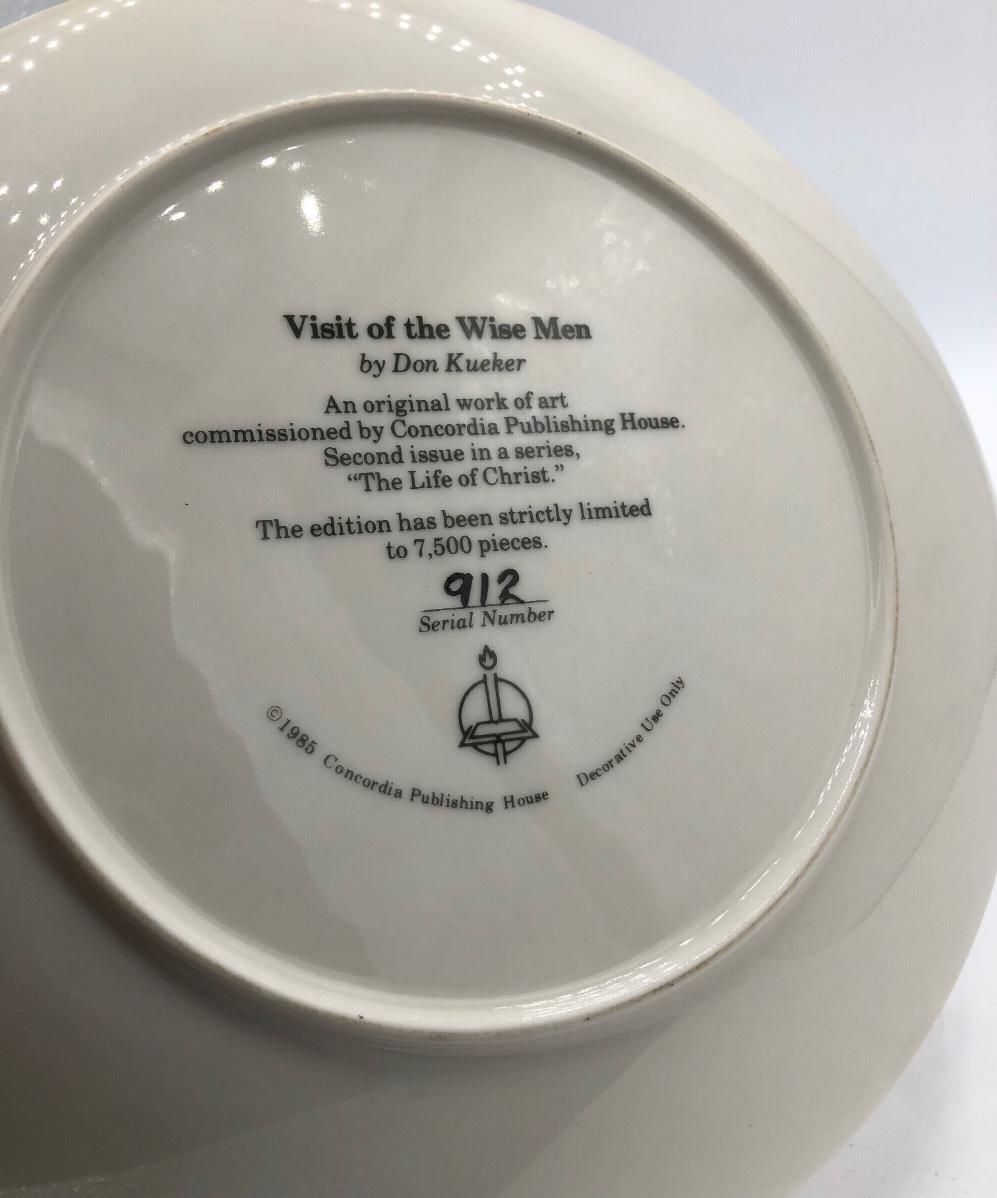 Visit of the Wise Men
by Don Kueker
An original work of art
commissioned by Concordia Publishing House.
Second issue in a series,
“The Life of Christ.”
The edition has been strictly limited
to 7,500 pieces.
912
Serial Number
©1985 Concordia Publishing House Decorative Use Only